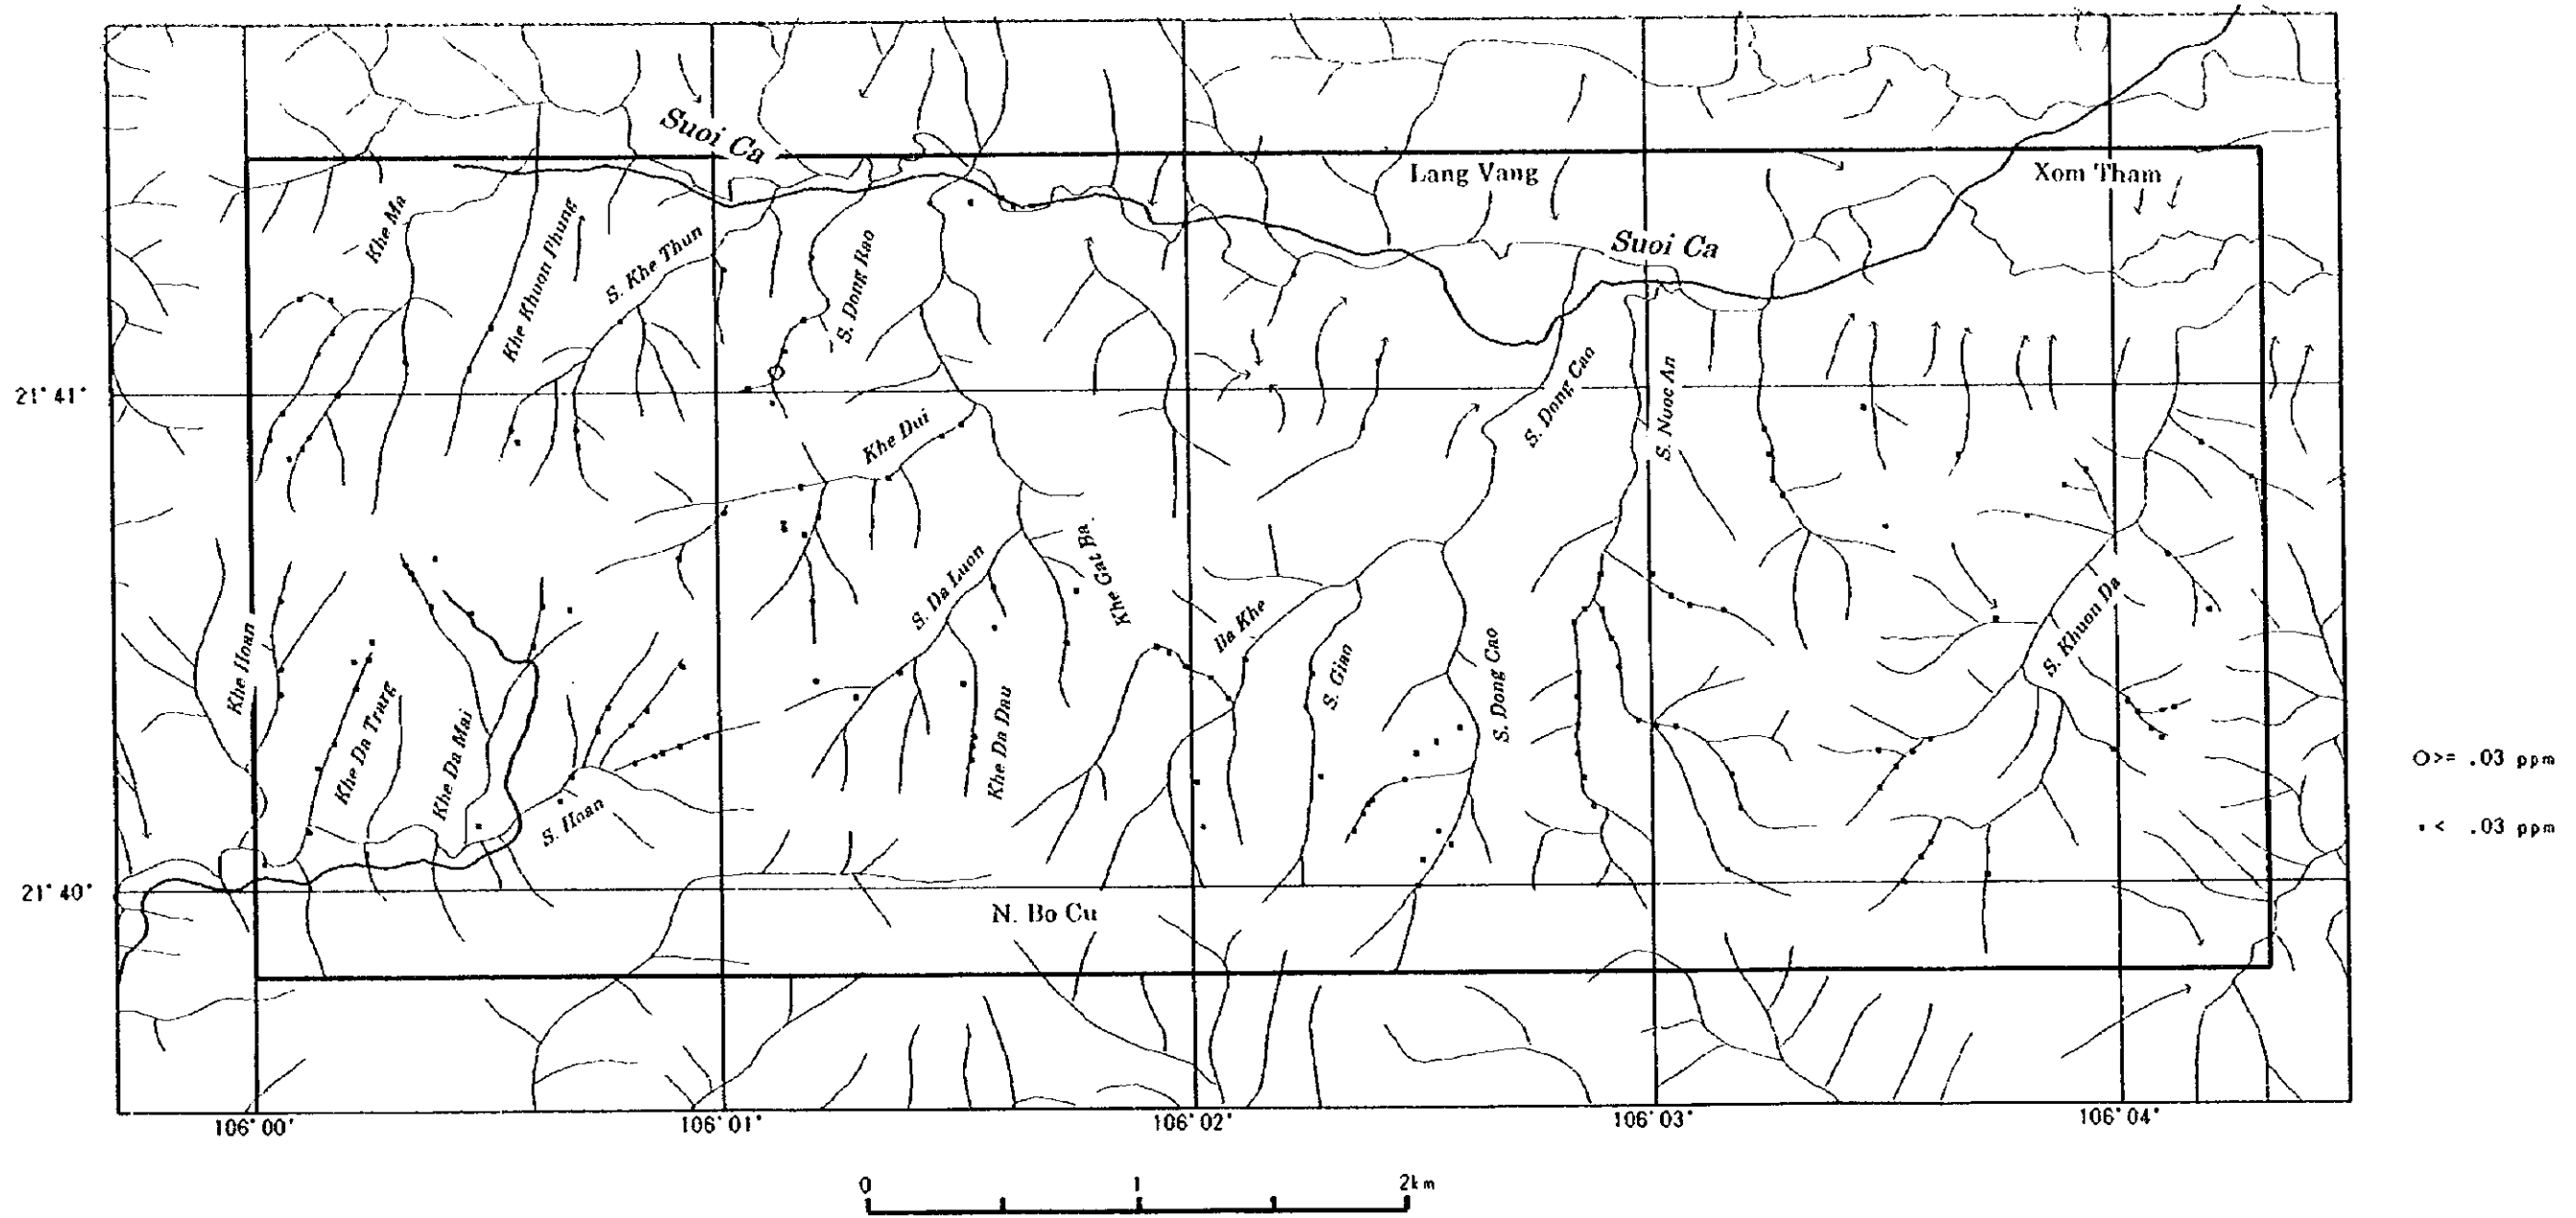 Suoi Ca
Lang Vang
Xom Tham
Khe Ma
Khe Khuon Phung
S. Khe Thun
S. Dong Bao
Suoi Ca
21°41'
Khe Dui
S. Dong Cao
S. Nuoc An
Khe Gat Ba
S. Da Luon
Khe Hoan
Khe Da Trang
Khe Da Mai
S. Hoan
Khe Da Dau
Ba Khe
S. Giao
S. Dong Cao
S. Khuon Da
O>= .03 ppm
▪< .03 ppm
21°40'
N. Bo Cu
106°00' 106°01' 106°02' 106°03' 106°04'
0 1 2km